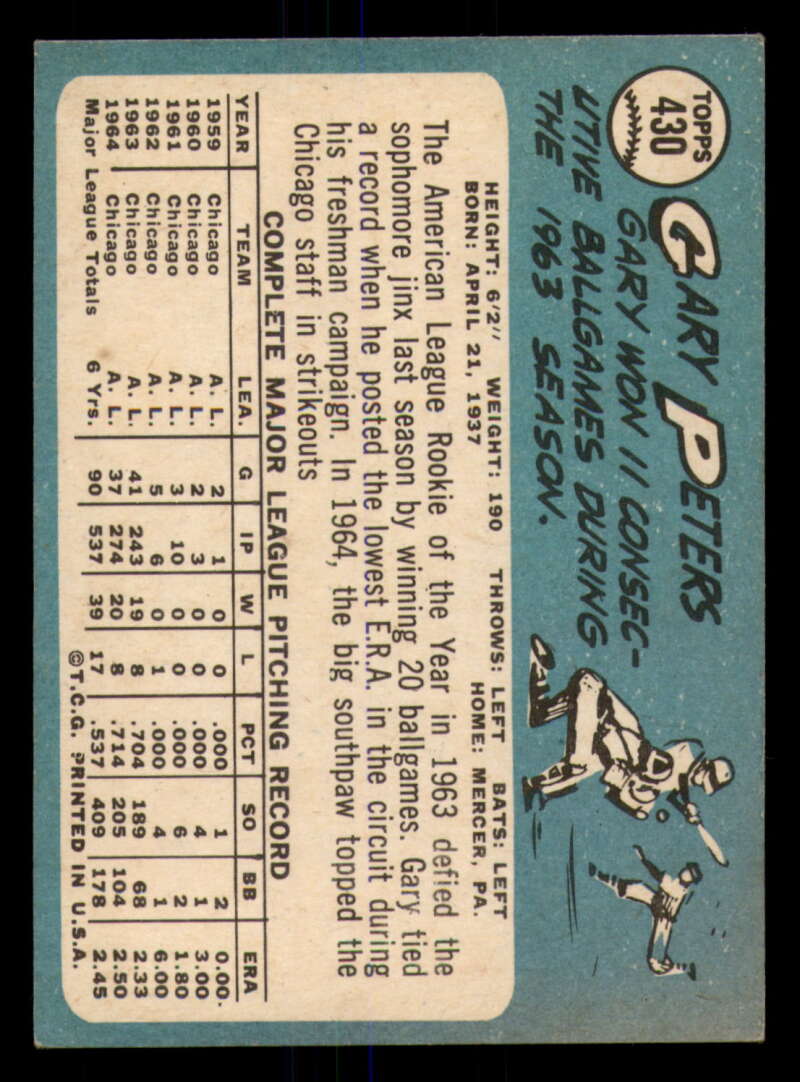 TOPPS
430
GARY PETERS
GARY WON 11 CONSEC-
UTIVE BALLGAMES DURING
THE 1963 SEASON.
HEIGHT: 6'2" WEIGHT: 190 THROWS: LEFT BATS: LEFT
BORN: APRIL 21, 1937 HOME: MERCER, PA.
The American League Rookie of the Year in 1963 defied the
sophomore jinx last season by winning 20 ballgames. Gary tied
a record when he posted the lowest E.R.A. in the circuit during
his freshman campaign. In 1964, the big southpaw topped the
Chicago staff in strikeouts
COMPLETE MAJOR LEAGUE PITCHING RECORD
YEAR TEAM LEA. G IP W L PCT SO BB ERA
1959 Chicago A. L. 2 1 0 0 .000 1 2 0.00
1960 Chicago A. L. 2 3 0 0 .000 4 1 3.00
1961 Chicago A. L. 3 10 0 0 .000 6 2 1.80
1962 Chicago A. L. 5 6 0 1 .000 4 1 6.00
1963 Chicago A. L. 41 243 19 8 .704 189 68 2.33
1964 Chicago A. L. 37 274 20 8 .714 205 104 2.50
Major League Totals 6 Yrs. 90 537 39 17 .537 409 178 2.45
©T.C.G. PRINTED IN U.S.A.